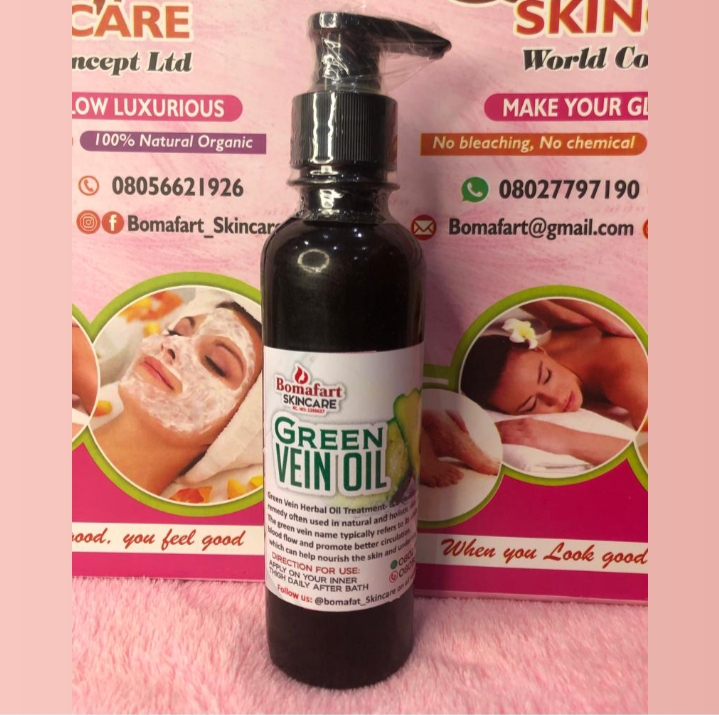 CARE
SKIN
ncept Ltd
World Co
LOW LUXURIOUS
MAKE YOUR GL
100% Natural Organic
No bleaching, No chemical
08056621926
08027797190
Bomafart_Skincare
Bomafart@gmail.com
Bomafart
SKINCARE
GREEN
VEIN OIL
Green Vein Herbal Oil Treatment-
remedy often used in natural and
The green vein name typically refers to
blood flow and promote better circulation
which can help nourish the skin and
DIRECTION FOR USE:
APPLY ON YOUR INNER
THIGH DAILY AFTER BATH
Follow us: @bomafat_Skincare on
ood, you feel good
When you Look good